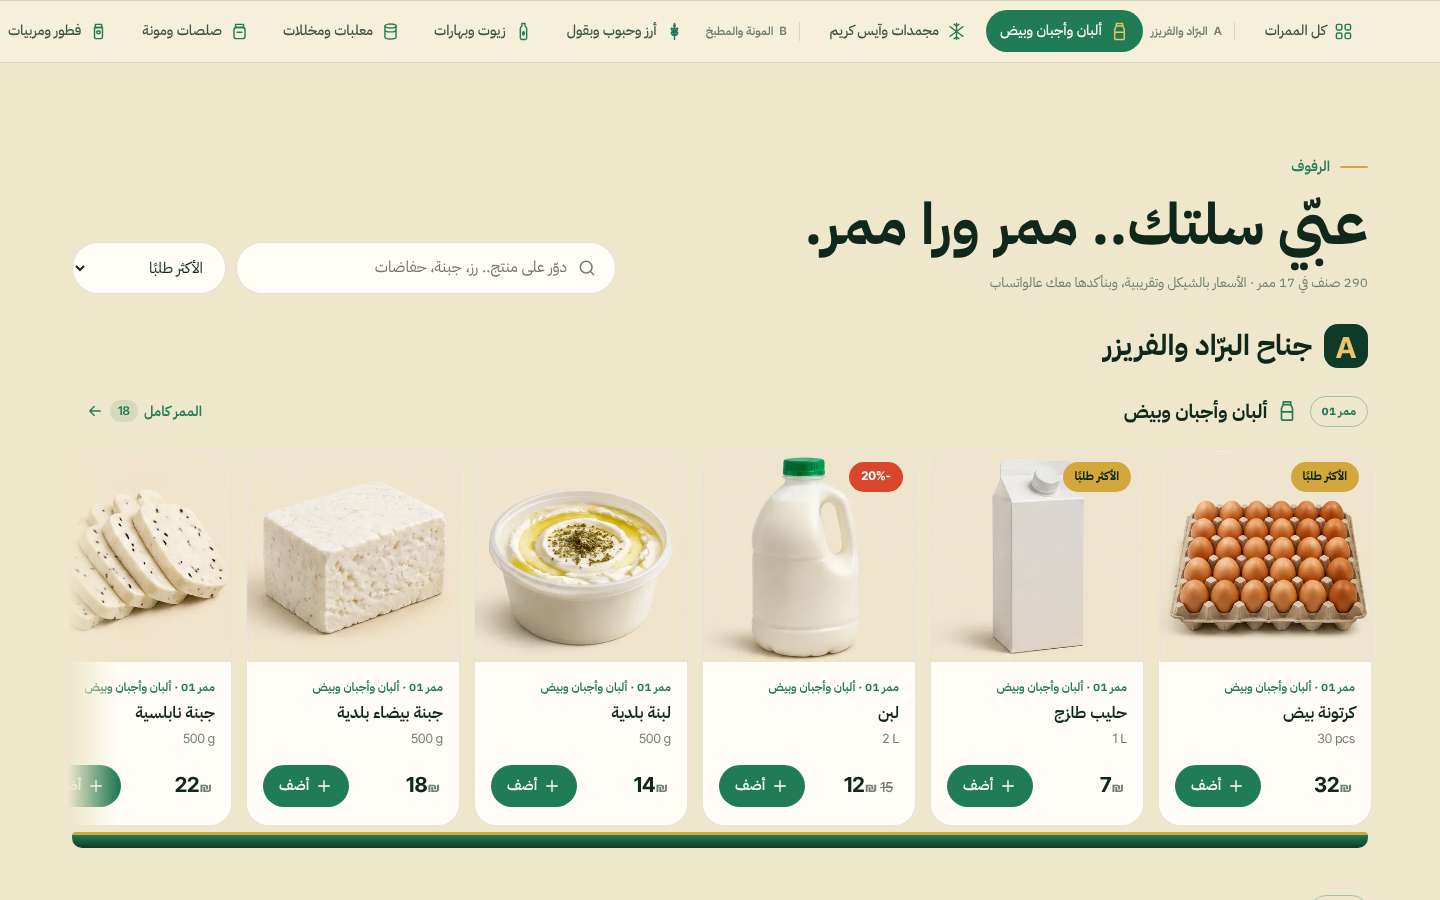 كل الممرات
A البرّاد والفريزر
ألبان وأجبان وبيض
مجمدات وآيس كريم
B المونة والمطبخ
أرز وحبوب وبقول
زيوت وبهارات
معلبات ومخللات
صلصات ومونة
فطور ومربيات
الرفوف
عبّي سلتك.. ممر ورا ممر.
290 صنف في 17 ممر · الأسعار بالشيكل وتقريبية، وبنأكدها معك عالواتساب
دوّر على منتج.. رز، جبنة، حفاضات
الأكثر طلبًا
A جناح البرّاد والفريزر
ممر 01
ألبان وأجبان وبيض
الممر كامل 18
الأكثر طلبًا
ممر 01 · ألبان وأجبان وبيض
كرتونة بيض
30 pcs
32₪
أضف
الأكثر طلبًا
ممر 01 · ألبان وأجبان وبيض
حليب طازج
1 L
7₪
أضف
-20%
ممر 01 · ألبان وأجبان وبيض
لبن
2 L
12₪ 15
أضف
ممر 01 · ألبان وأجبان وبيض
لبنة بلدية
500 g
14₪
أضف
ممر 01 · ألبان وأجبان وبيض
جبنة بيضاء بلدية
500 g
18₪
أضف
ممر 01 · ألبان وأجبان وبيض
جبنة نابلسية
500 g
22₪
أضف